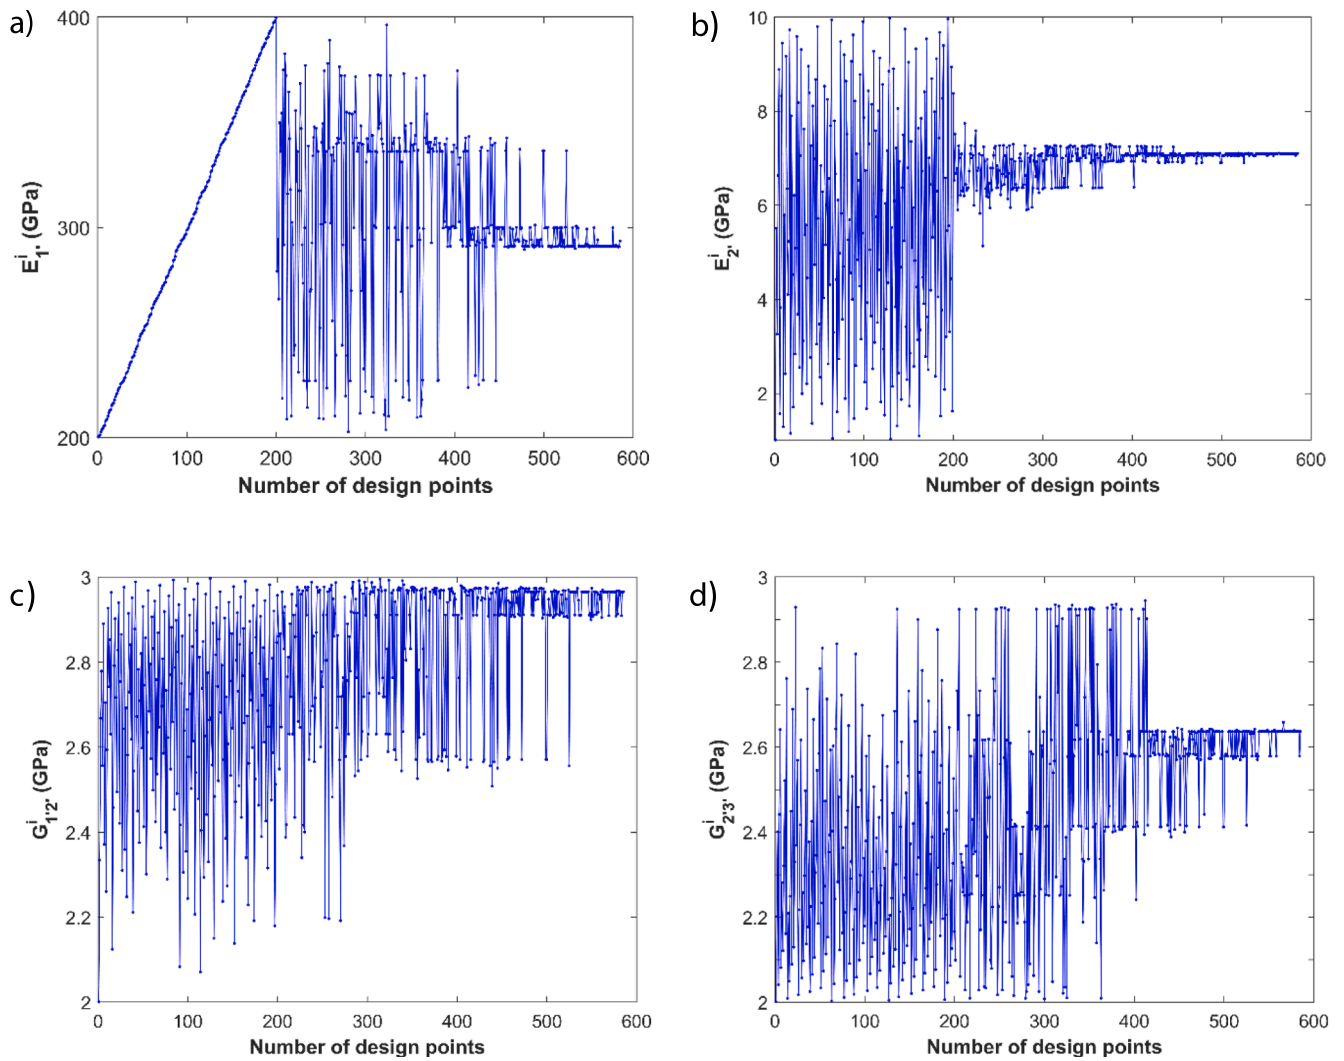 a)
400
300
200
E₁'ⁱ (GPa)
0 100 200 300 400 500 600
Number of design points
b)
10
8
6
4
2
E₂'ⁱ (GPa)
0 100 200 300 400 500 600
Number of design points
c)
3
2.8
2.6
2.4
2.2
2
G₁'₂'ⁱ (GPa)
0 100 200 300 400 500 600
Number of design points
d)
3
2.8
2.6
2.4
2.2
2
G₂'₃'ⁱ (GPa)
0 100 200 300 400 500 600
Number of design points